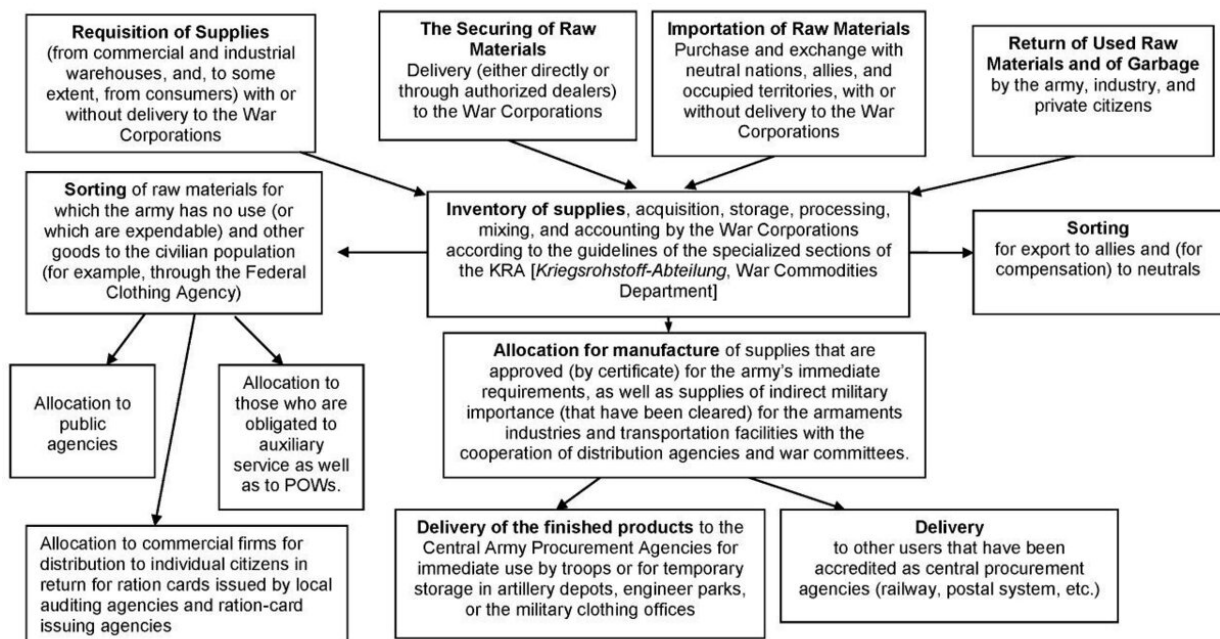 Requisition of Supplies
(from commercial and industrial
warehouses, and, to some
extent, from consumers) with or
without delivery to the War
Corporations
The Securing of Raw
Materials
Delivery (either directly or
through authorized dealers)
to the War Corporations
Importation of Raw Materials
Purchase and exchange with
neutral nations, allies, and
occupied territories, with or
without delivery to the War
Corporations
Return of Used Raw
Materials and of Garbage
by the army, industry, and
private citizens
Sorting of raw materials for
which the army has no use (or
which are expendable) and other
goods to the civilian population
(for example, through the Federal
Clothing Agency)
Inventory of supplies, acquisition, storage, processing,
mixing, and accounting by the War Corporations
according to the guidelines of the specialized sections of
the KRA [Kriegsrohstoff-Abteilung, War Commodities
Department]
Sorting
for export to allies and (for
compensation) to neutrals
Allocation to
public
agencies
Allocation to
those who are
obligated to
auxiliary
service as well
as to POWs.
Allocation for manufacture of supplies that are
approved (by certificate) for the army's immediate
requirements, as well as supplies of indirect military
importance (that have been cleared) for the armaments
industries and transportation facilities with the
cooperation of distribution agencies and war committees.
Allocation to commercial firms for
distribution to individual citizens in
return for ration cards issued by local
auditing agencies and ration-card
issuing agencies
Delivery of the finished products to the
Central Army Procurement Agencies for
immediate use by troops or for temporary
storage in artillery depots, engineer parks,
or the military clothing offices
Delivery
to other users that have been
accredited as central procurement
agencies (railway, postal system, etc.)